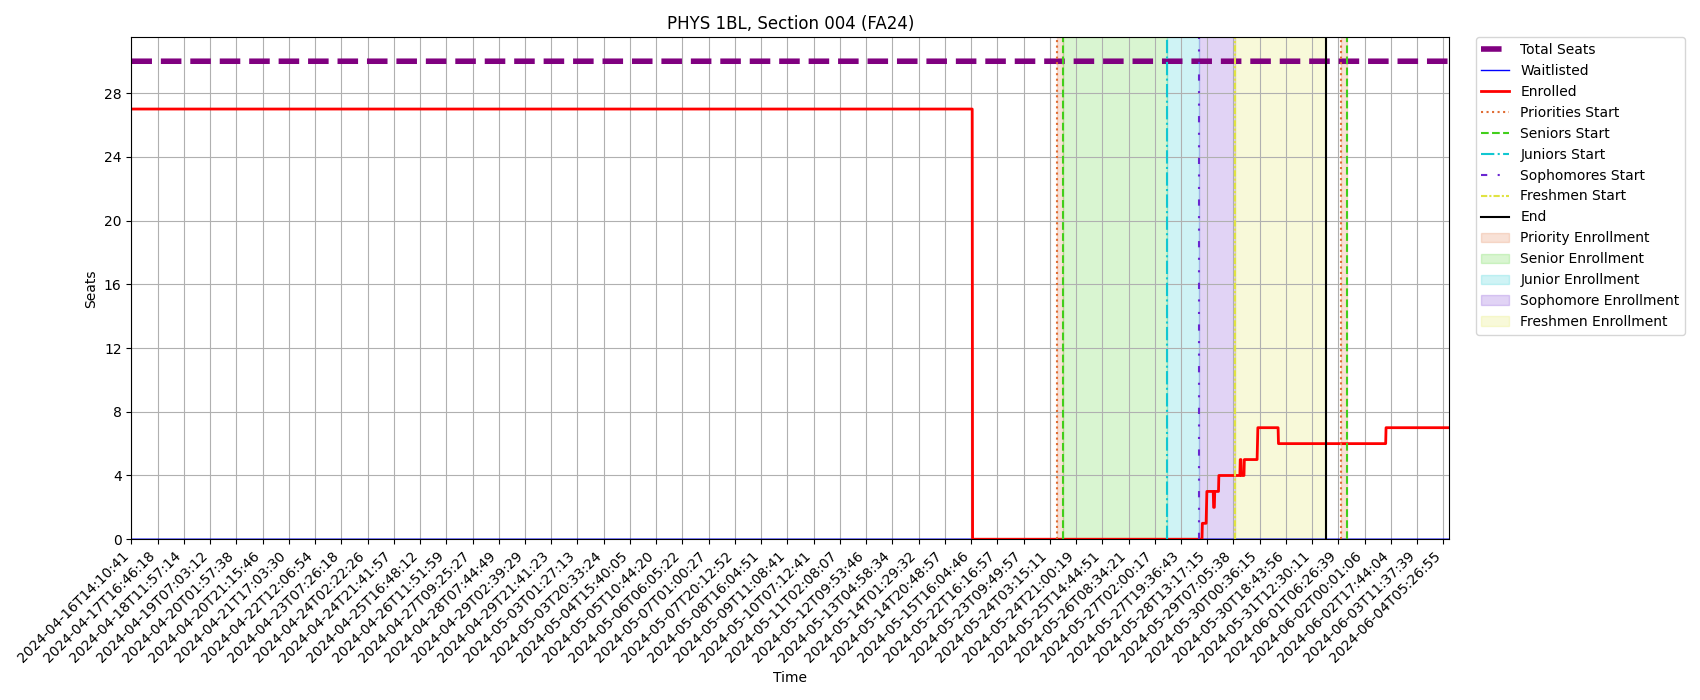 PHYS 1BL, Section 004 (FA24)
Total Seats
Waitlisted
Enrolled
Priorities Start
Seniors Start
Juniors Start
Sophomores Start
Freshmen Start
End
Priority Enrollment
Senior Enrollment
Junior Enrollment
Sophomore Enrollment
Freshmen Enrollment
Seats
28
24
20
16
12
8
4
0
2024-04-16T14:10:41
2024-04-17T16:46:18
2024-04-18T11:57:14
2024-04-19T07:03:12
2024-04-20T01:57:38
2024-04-20T21:15:46
2024-04-21T17:03:30
2024-04-22T12:06:54
2024-04-23T07:26:18
2024-04-24T02:22:26
2024-04-24T21:41:57
2024-04-25T16:48:12
2024-04-26T11:51:59
2024-04-27T09:25:27
2024-04-28T07:44:49
2024-04-29T02:39:29
2024-04-29T21:41:23
2024-05-03T01:27:13
2024-05-03T20:33:24
2024-05-04T15:40:05
2024-05-05T10:44:20
2024-05-06T06:05:22
2024-05-07T01:00:27
2024-05-07T20:12:52
2024-05-08T16:04:51
2024-05-09T11:08:41
2024-05-10T07:12:41
2024-05-11T02:08:07
2024-05-12T09:53:46
2024-05-13T04:58:34
2024-05-14T01:29:32
2024-05-14T20:48:57
2024-05-15T16:04:46
2024-05-22T16:16:57
2024-05-23T09:49:57
2024-05-24T03:15:11
2024-05-24T21:00:19
2024-05-25T14:44:51
2024-05-26T08:34:21
2024-05-27T02:00:17
2024-05-27T19:36:43
2024-05-28T13:17:15
2024-05-29T07:05:38
2024-05-30T00:36:15
2024-05-30T18:43:56
2024-05-31T12:30:11
2024-06-01T06:26:39
2024-06-02T00:01:06
2024-06-02T17:44:04
2024-06-03T11:37:39
2024-06-04T05:26:55
Time